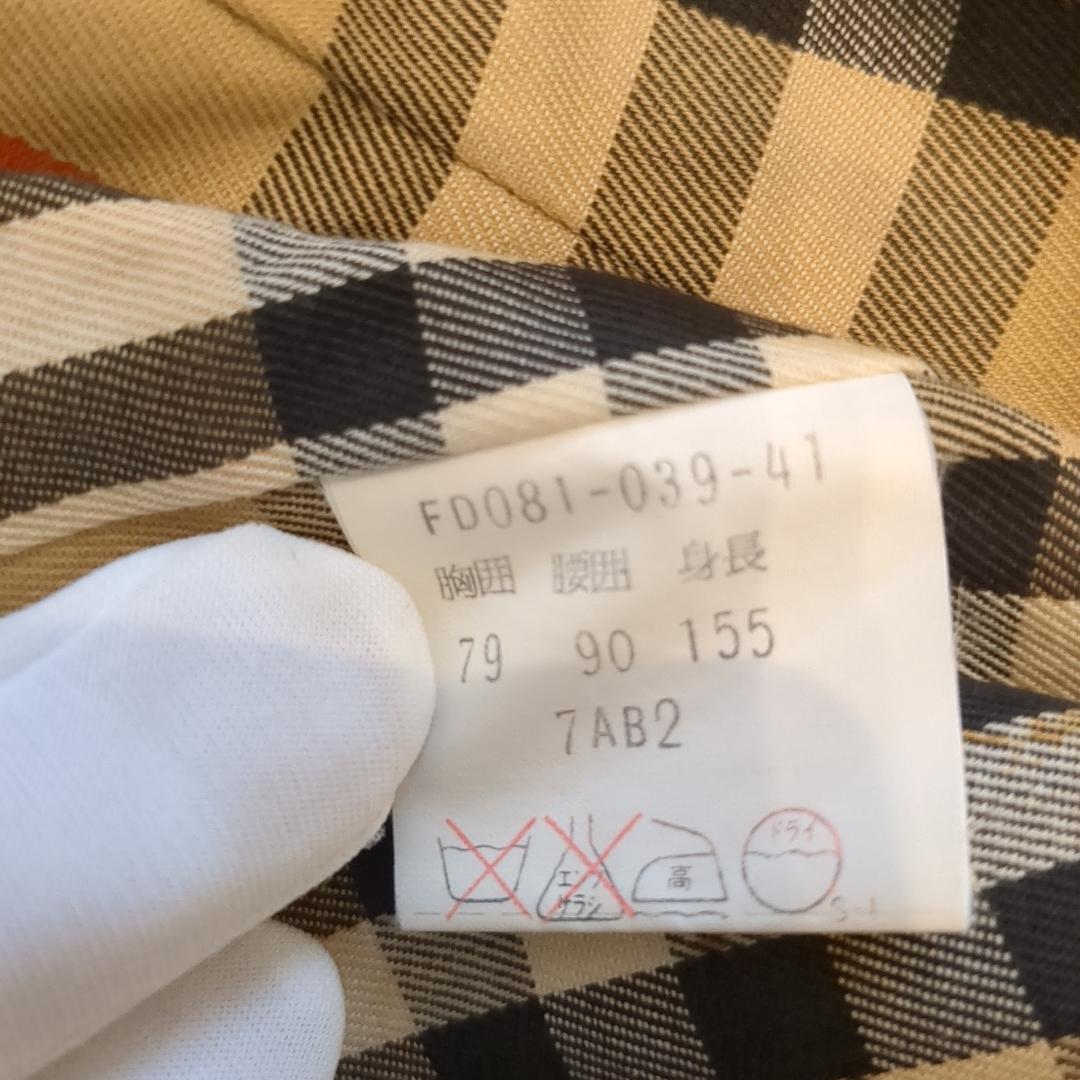 FD081-039-41
胸囲 腰囲 身長
79 90 155
7AB2
エンソ サラシ 高 ドライ